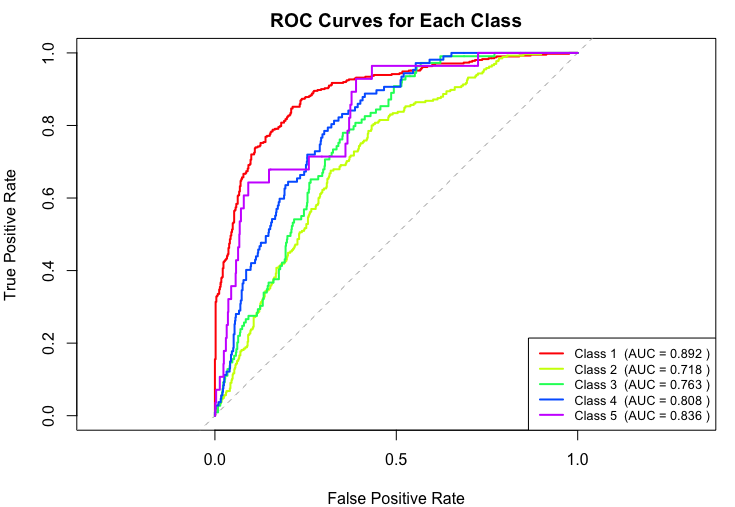 ROC Curves for Each Class
True Positive Rate
1.0
0.8
0.6
0.4
0.2
0.0
Class 1 (AUC = 0.892 )
Class 2 (AUC = 0.718 )
Class 3 (AUC = 0.763 )
Class 4 (AUC = 0.808 )
Class 5 (AUC = 0.836 )
0.0 0.5 1.0
False Positive Rate